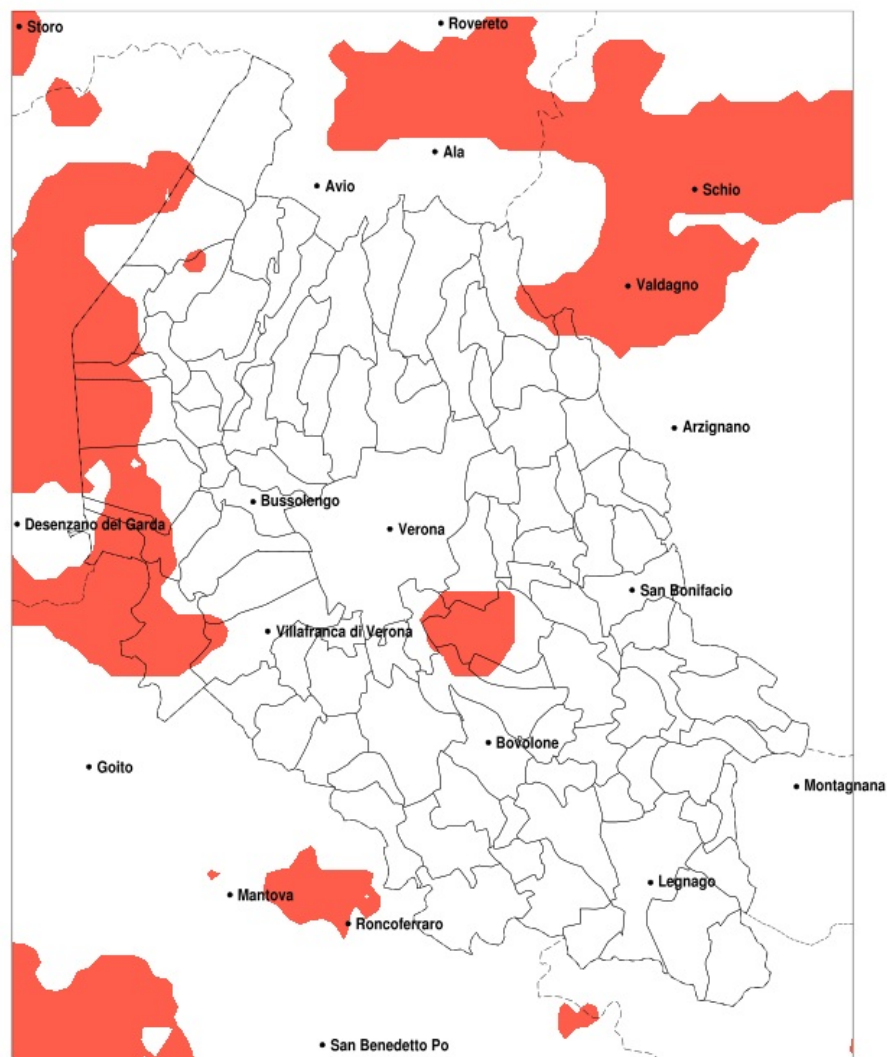 Storo
Rovereto
Ala
Avio
Schio
Valdagno
Arzignano
Bussolengo
Desenzano del Garda
Verona
San Bonifacio
Villafranca di Verona
Bovolone
Goito
Montagnana
Legnago
Mantova
Roncoferraro
San Benedetto Po